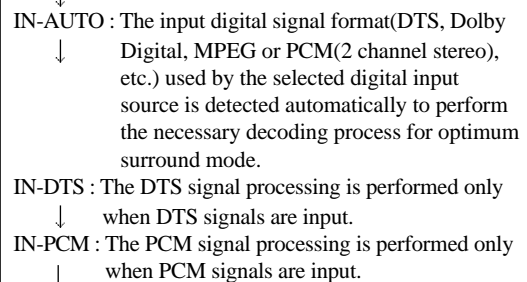 IN-AUTO : The input digital signal format(DTS, Dolby
↓ Digital, MPEG or PCM(2 channel stereo),
etc.) used by the selected digital input
source is detected automatically to perform
the necessary decoding process for optimum
surround mode.
IN-DTS : The DTS signal processing is performed only
↓ when DTS signals are input.
IN-PCM : The PCM signal processing is performed only
when PCM signals are input.